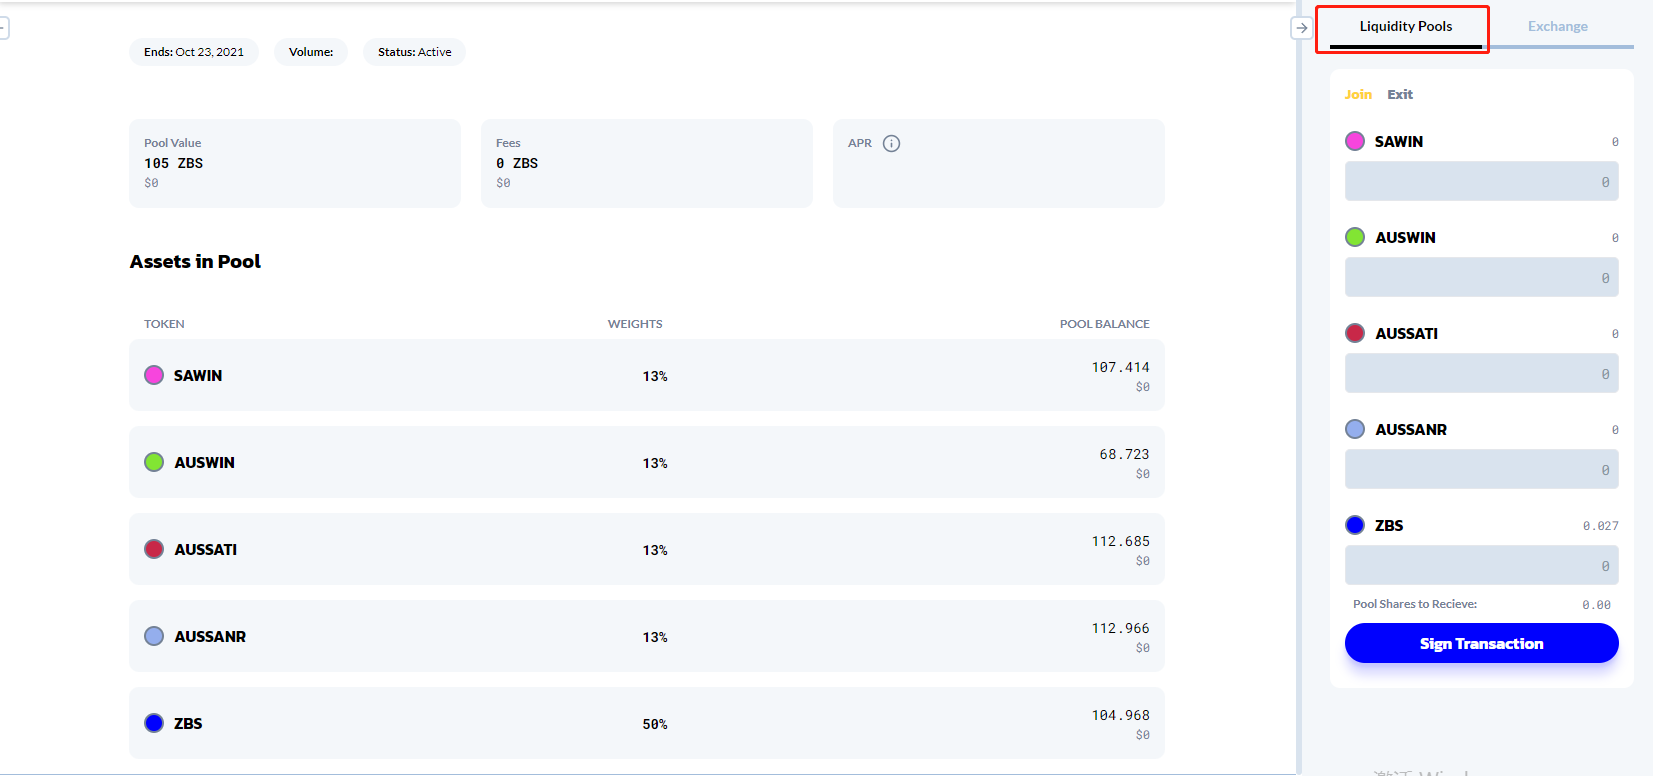 Ends: Oct 23, 2021
Volume:
Status: Active
Pool Value
105 ZBS
$0
Fees
0 ZBS
$0
APR
Assets in Pool
TOKEN WEIGHTS POOL BALANCE
SAWIN 13% 107.414
$0
AUSWIN 13% 68.723
$0
AUSSATI 13% 112.685
$0
AUSSANR 13% 112.966
$0
ZBS 50% 104.968
$0
Liquidity Pools
Exchange
Join Exit
SAWIN 0
0
AUSWIN 0
0
AUSSATI 0
0
AUSSANR 0
0
ZBS 0.027
0
Pool Shares to Recieve: 0.00
Sign Transaction